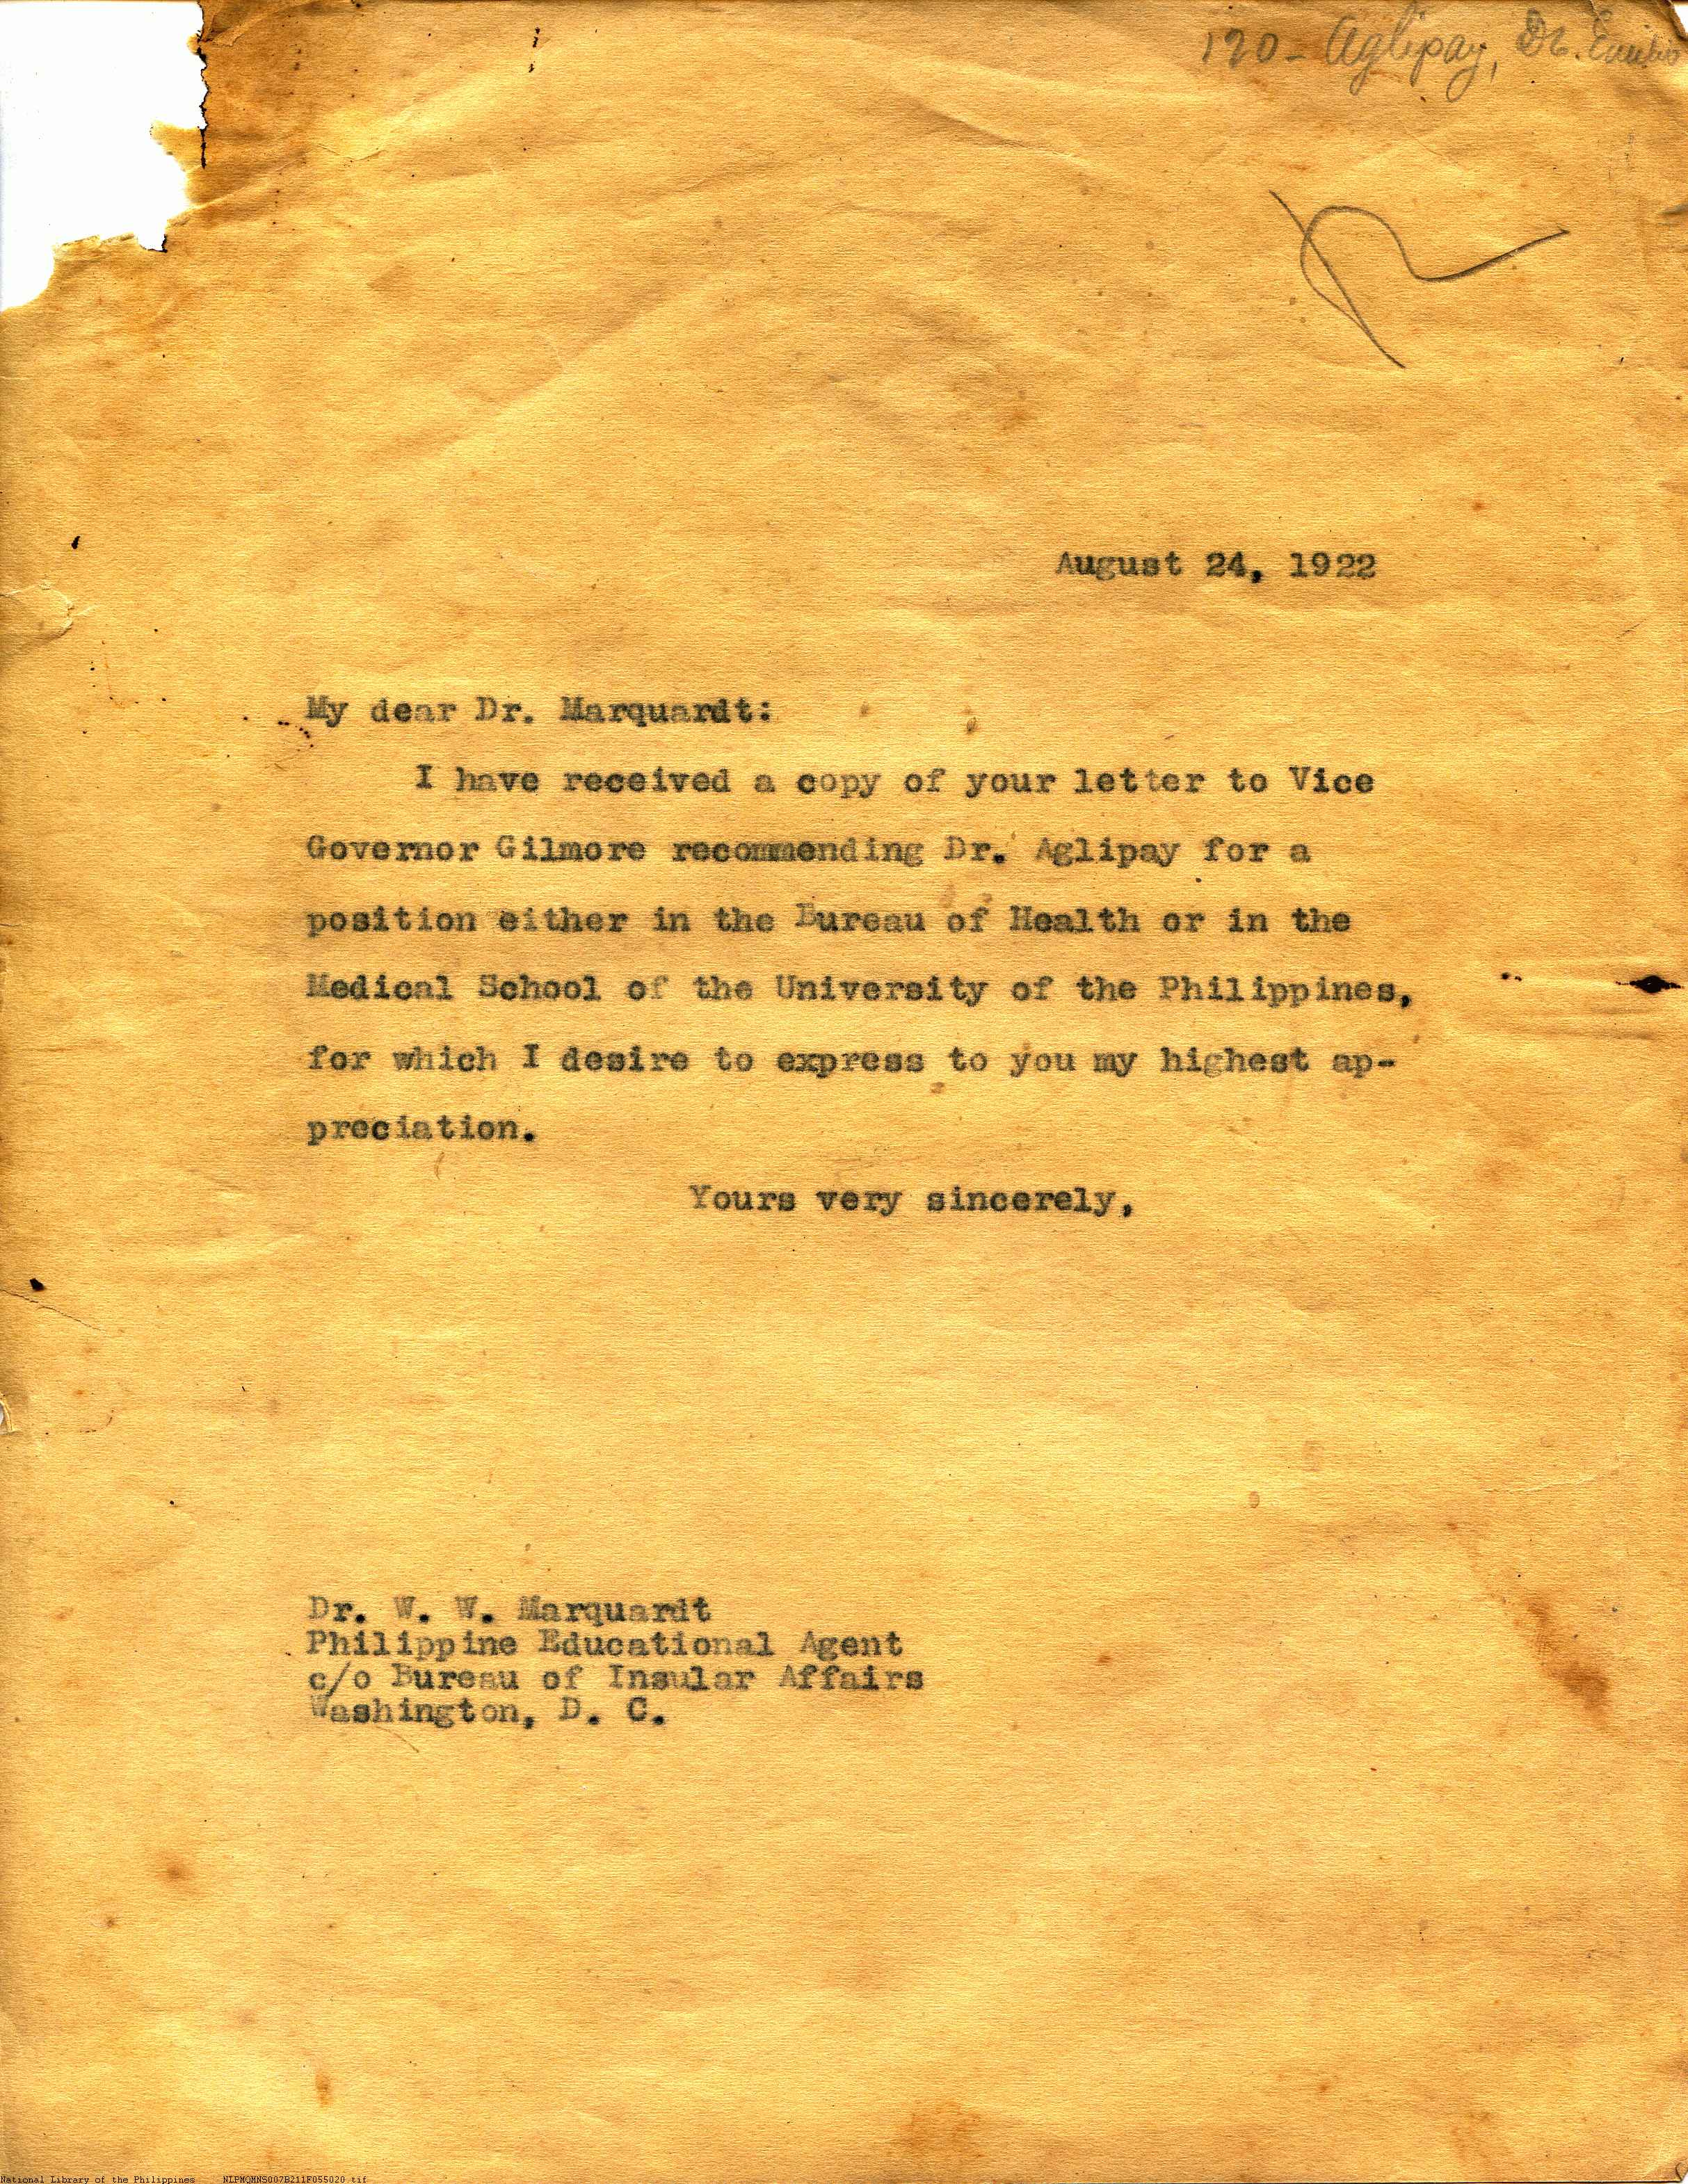 120- Aglipay, Dr. Emilio
August 24, 1922
My dear Dr. Marquardt:
I have received a copy of your letter to Vice
Governor Gilmore recommending Dr. Aglipay for a
position either in the Bureau of Health or in the
Medical School of the University of the Philippines,
for which I desire to express to you my highest ap-
preciation.
Yours very sincerely,
Dr. W. W. Marquardt
Philippine Educational Agent
c/o Bureau of Insular Affairs
Washington, D. C.
National Library of the Philippines NLPMQMNS007B211F055020 tif